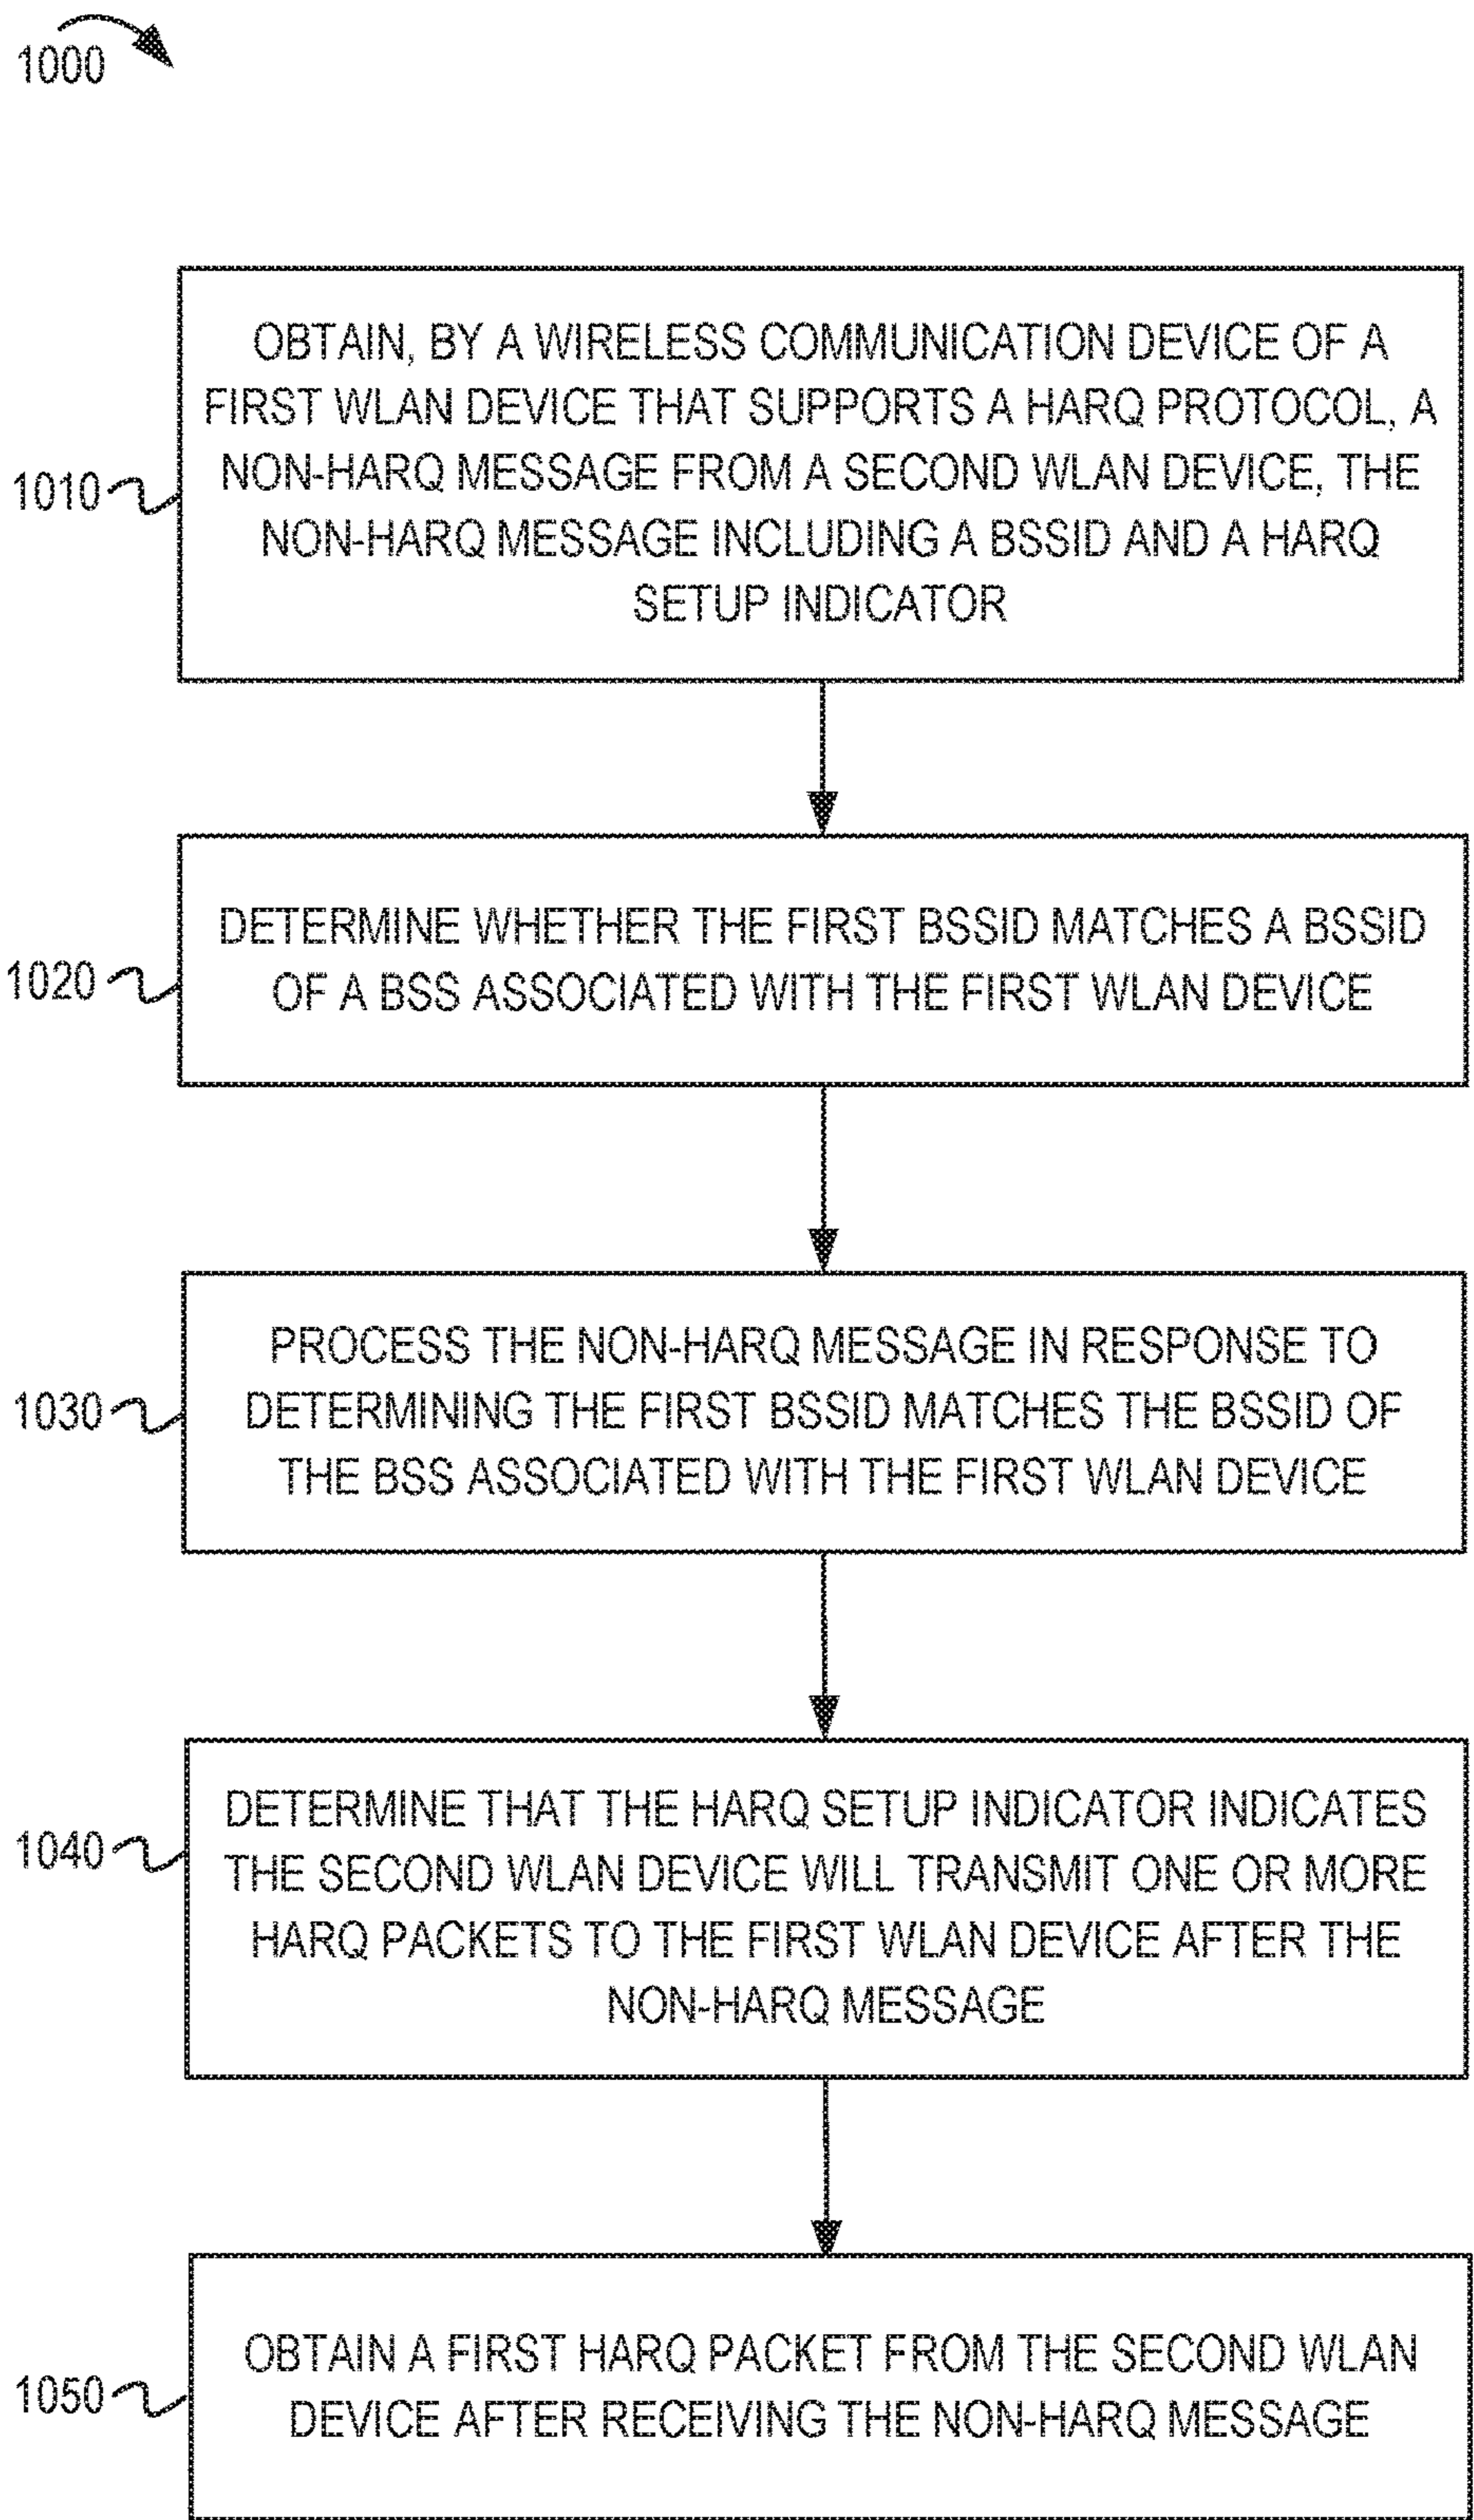 1000
OBTAIN, BY A WIRELESS COMMUNICATION DEVICE OF A
FIRST WLAN DEVICE THAT SUPPORTS A HARQ PROTOCOL, A
NON-HARQ MESSAGE FROM A SECOND WLAN DEVICE, THE
NON-HARQ MESSAGE INCLUDING A BSSID AND A HARQ
SETUP INDICATOR
1010
DETERMINE WHETHER THE FIRST BSSID MATCHES A BSSID
OF A BSS ASSOCIATED WITH THE FIRST WLAN DEVICE
1020
PROCESS THE NON-HARQ MESSAGE IN RESPONSE TO
DETERMINING THE FIRST BSSID MATCHES THE BSSID OF
THE BSS ASSOCIATED WITH THE FIRST WLAN DEVICE
1030
DETERMINE THAT THE HARQ SETUP INDICATOR INDICATES
THE SECOND WLAN DEVICE WILL TRANSMIT ONE OR MORE
HARQ PACKETS TO THE FIRST WLAN DEVICE AFTER THE
NON-HARQ MESSAGE
1040
OBTAIN A FIRST HARQ PACKET FROM THE SECOND WLAN
DEVICE AFTER RECEIVING THE NON-HARQ MESSAGE
1050